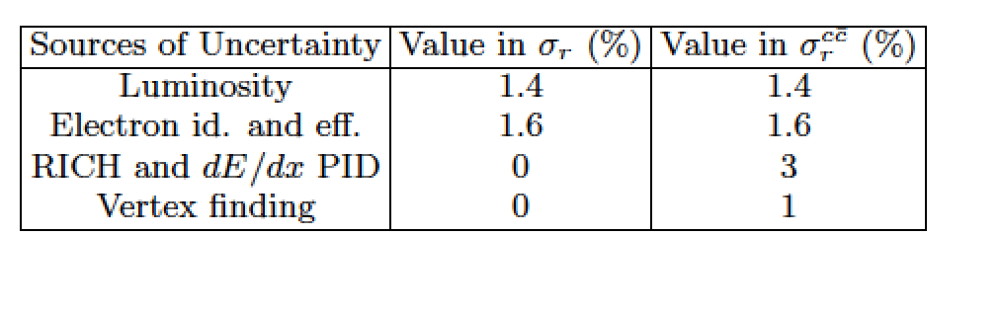 Sources of Uncertainty Value in σ_r (%) Value in σ_r^{cc̄} (%)
Luminosity 1.4 1.4
Electron id. and eff. 1.6 1.6
RICH and dE/dx PID 0 3
Vertex finding 0 1